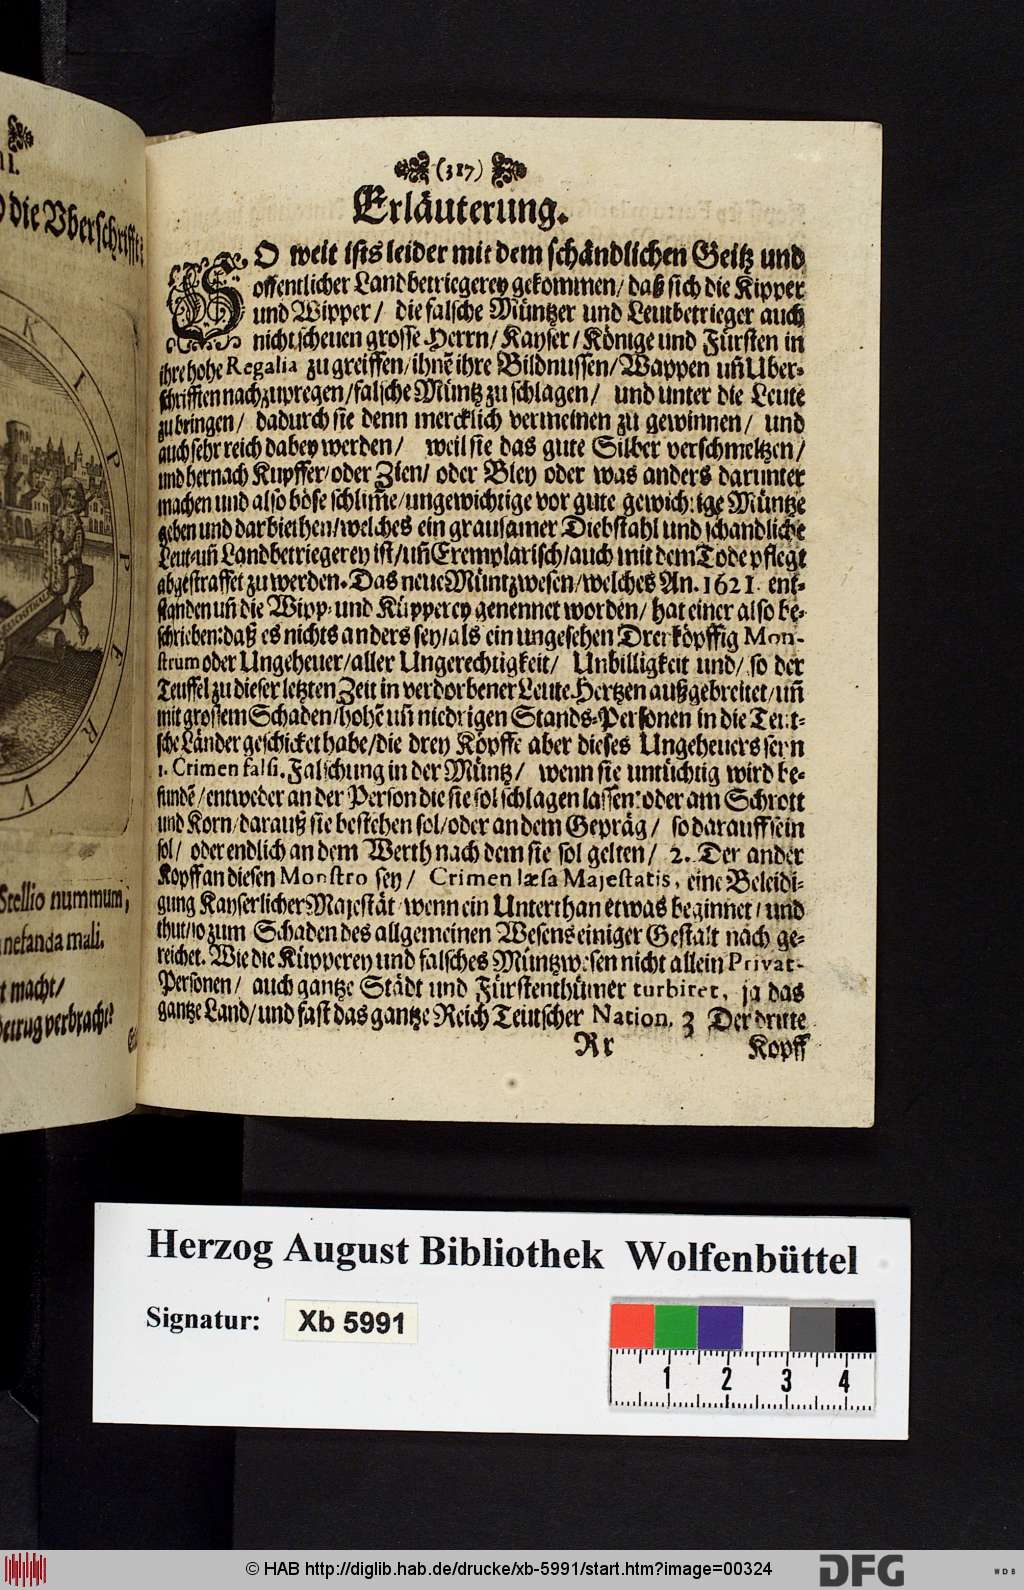 II.
die Vberschrifft:
KIPPER
V
Stellio nummum,
nefanda mali.
t macht/
betrug verbracht?
(317)
Erläuterung.
SO weit ists leider mit dem schändlichen Geitz und
offentlicher Landbetriegerey gekommen/ daß sich die Kipper
und Wipper/ die falsche Müntzer und Leutbetrieger auch
nicht scheuen grosse Herrn/ Kayser/ Könige und Fürsten in
ihre hohe Regalia zu greiffen/ ihnē ihre Bildnussen/ Wappen uñ Uber-
schrifften nachzupregen/ falsche Müntz zu schlagen/ und unter die Leute
zu bringen/ dadurch sie denn mercklich vermeinen zu gewinnen/ und
auch sehr reich dabey werden/ weil sie das gute Silber verschmeltzen/
und hernach Kupffer/ oder Zien/ oder Bley oder was anders darunter
machen und also böse schlim̃e/ ungewichtige vor gute gewichtige Müntze
geben und darbiethen/ welches ein grausamer Diebstahl und schandliche
Leut-uñ Landbetriegerey ist/ uñ Exemplarisch/ auch mit dem Tode pflegt
abgestraffet zu werden. Das neue Müntzwesen/ welches An. 1621. ent-
standen uñ die Wipp- und Küpperey genennet worden/ hat einer also be-
schrieben: daß es nichts anders sey/ als ein ungesehen Dreyköpffig Mon-
strum oder Ungeheuer/ aller Ungerechtigkeit/ Unbilligkeit und/ so der
Teuffel zu dieser letzten Zeit in verdorbener Leute Hertzen außgebreitet/ uñ
mit grossem Schaden/ hohē uñ niedrigen Stands-Personen in die Teut-
sche Länder geschicket habe/ die drey Köpffe aber dieses Ungeheuers seyn
1. Crimen falsi. Falschung in der Müntz/ wenn sie untüchtig wird be-
fundē/ entweder an der Person die sie sol schlagen lassen: oder am Schrott
und Korn/ darauß sie bestehen sol/ oder an dem Gepräg/ so darauff sein
sol/ oder endlich an dem Werth nach dem sie sol gelten/ 2. Der ander
Kopff an diesen Monstro sey/ Crimen læsa Majestatis, eine Beleidi-
gung Kayserlicher Majestät wenn ein Unterthan etwas beginnet/ und
thut/ so zum Schaden des allgemeinen Wesens einiger Gestalt nach ge-
reichet. Wie die Küpperey und falsches Müntzwesen nicht allein Privat-
Personen/ auch gantze Städt und Fürstenthümer turbiret, ja das
gantze Land/ und fast das gantze Reich Teutscher Nation. 3 Der dritte
Rr Kopff
Herzog August Bibliothek Wolfenbüttel
Signatur: Xb 5991
1 2 3 4
© HAB http://diglib.hab.de/drucke/xb-5991/start.htm?image=00324
DFG
WDB